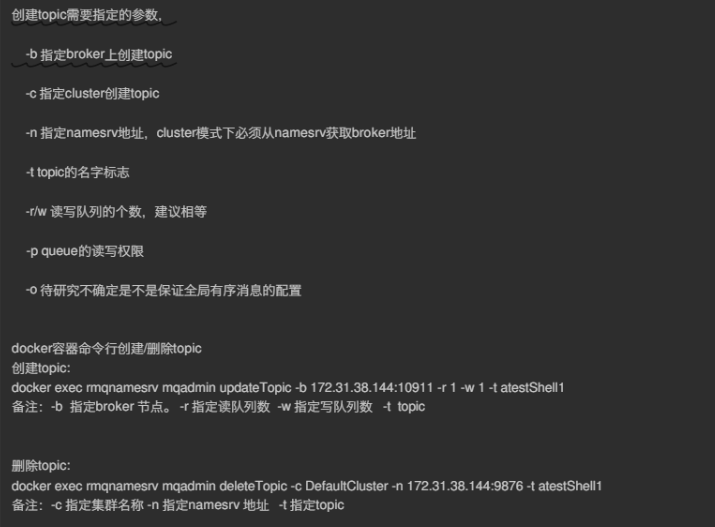 创建topic需要指定的参数，
-b 指定broker上创建topic
-c 指定cluster创建topic
-n 指定namesrv地址，cluster模式下必须从namesrv获取broker地址
-t topic的名字标志
-r/w 读写队列的个数，建议相等
-p queue的读写权限
-o 待研究不确定是不是保证全局有序消息的配置
docker容器命令行创建/删除topic
创建topic:
docker exec rmqnamesrv mqadmin updateTopic -b 172.31.38.144:10911 -r 1 -w 1 -t atestShell1
备注：-b  指定broker 节点。 -r 指定读队列数  -w 指定写队列数   -t  topic
删除topic:
docker exec rmqnamesrv mqadmin deleteTopic -c DefaultCluster -n 172.31.38.144:9876 -t atestShell1
备注：-c 指定集群名称 -n 指定namesrv 地址   -t 指定topic